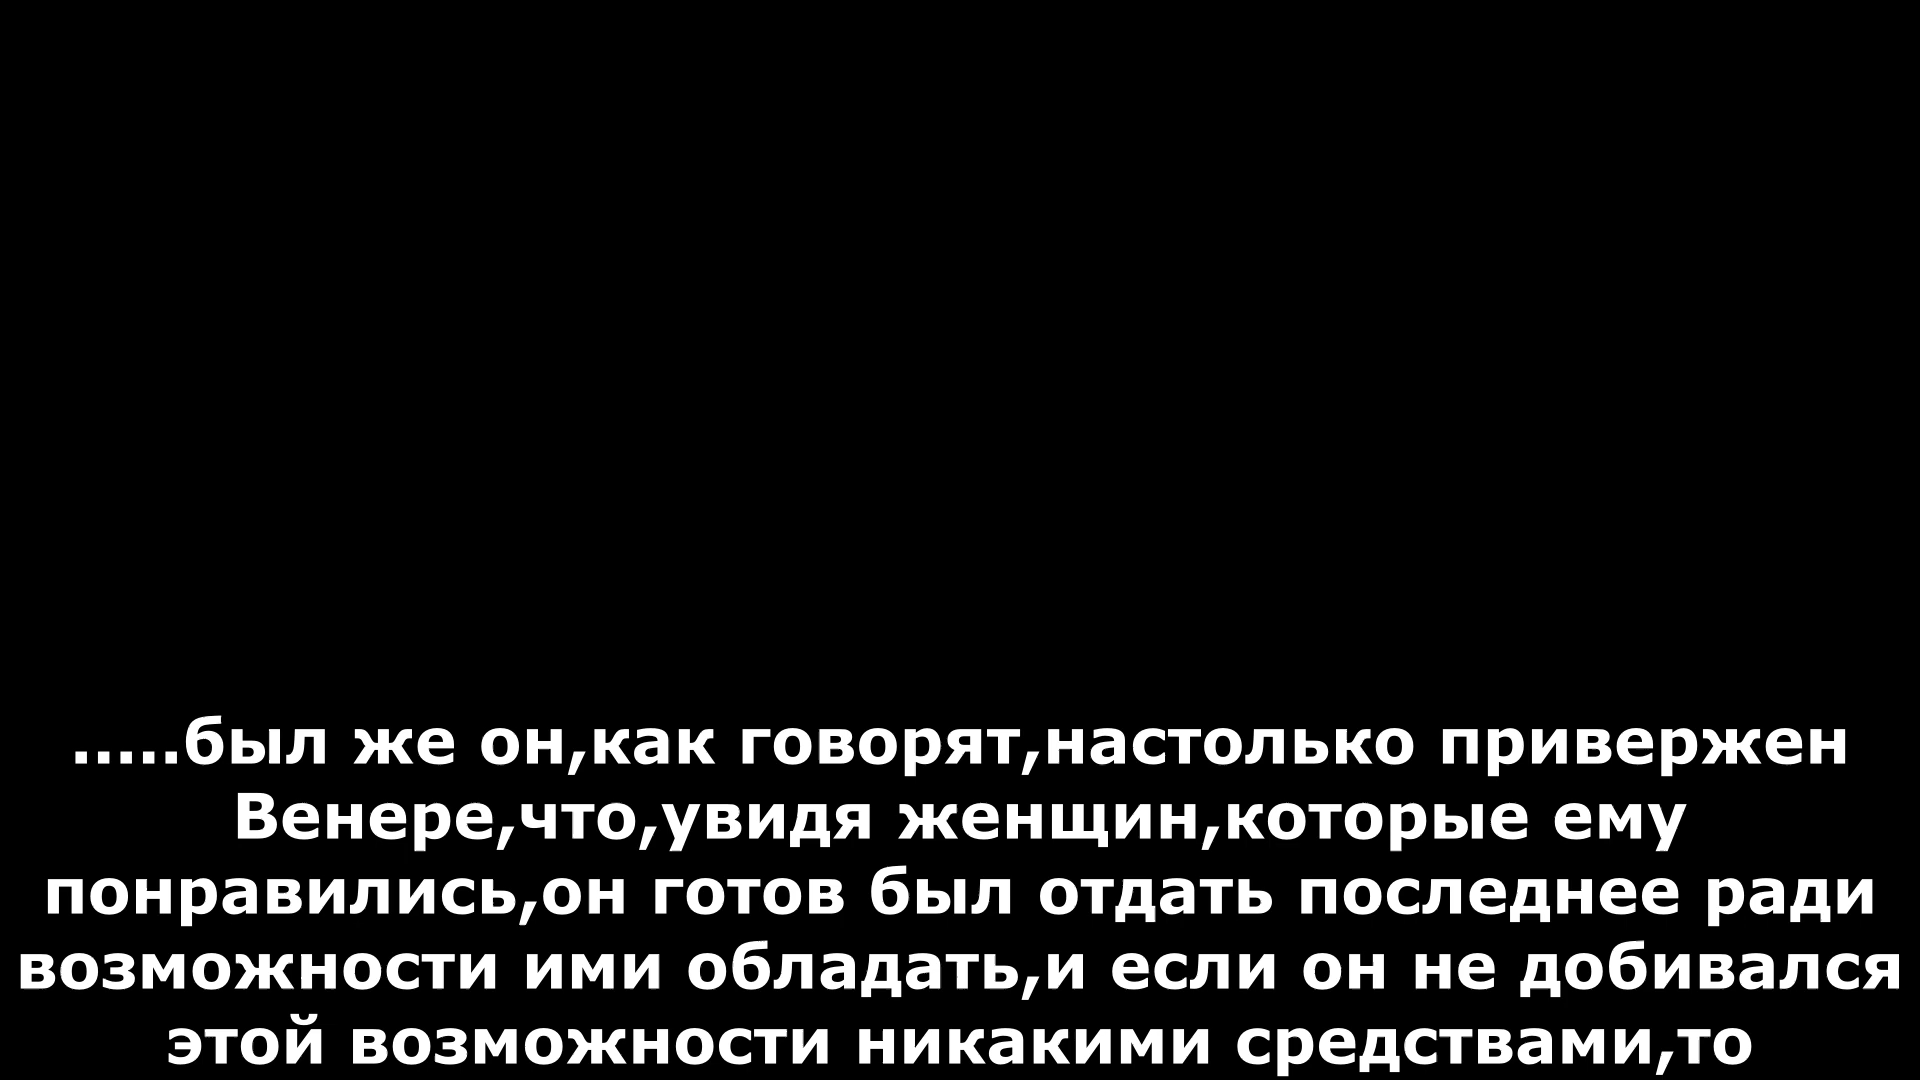 .....был же он,как говорят,настолько привержен
Венере,что,увидя женщин,которые ему
понравились,он готов был отдать последнее ради
возможности ими обладать,и если он не добивался
этой возможности никакими средствами,то